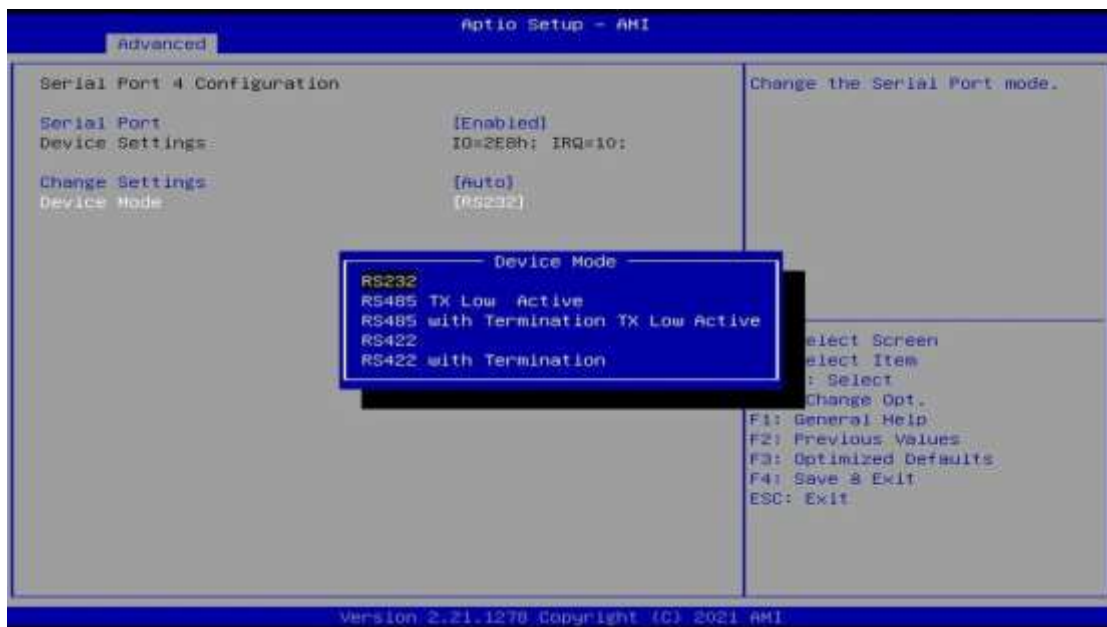 Aptio Setup - AMI
Advanced
Serial Port 4 Configuration
Serial Port [Enabled]
Device Settings IO=2E8h; IRQ=10;
Change Settings [Auto]
Device Mode [RS232]
Device Mode
RS232
RS485 TX Low Active
RS485 with Termination TX Low Active
RS422
RS422 with Termination
Change the Serial Port mode.
elect Screen
elect Item
: Select
Change Opt.
F1: General Help
F2: Previous Values
F3: Optimized Defaults
F4: Save & Exit
ESC: Exit
Version 2.21.1278 Copyright (C) 2021 AMI